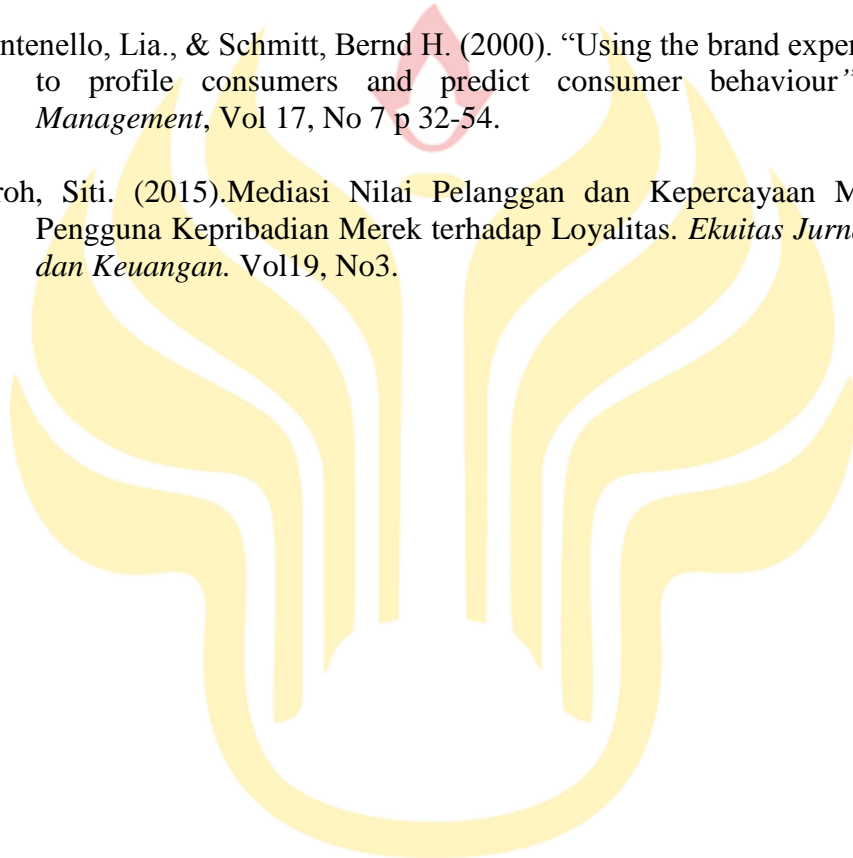 ntenello, Lia., & Schmitt, Bernd H. (2000). “Using the brand exper
to profile consumers and predict consumer behaviour”
Management, Vol 17, No 7 p 32-54.
roh, Siti. (2015).Mediasi Nilai Pelanggan dan Kepercayaan M
Pengguna Kepribadian Merek terhadap Loyalitas. Ekuitas Jurn
dan Keuangan. Vol19, No3.